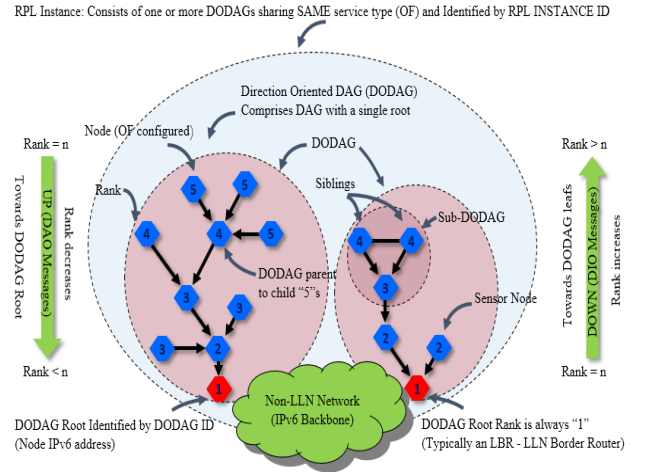 RPL Instance: Consists of one or more DODAGs sharing SAME service type (OF) and Identified by RPL INSTANCE ID
Direction Oriented DAG (DODAG)
Comprises DAG with a single root
Node (OF configured)
DODAG
Rank = n
Rank > n
Siblings
Rank
Sub-DODAG
5
5
4
4
5
4
4
DODAG parent
to child “5”s
3
3
3
Sensor Node
3
2
2
2
1
1
Towards DODAG Root
UP (DAO Messages)
Rank decreases
Towards DODAG leafs
DOWN (DIO Messages)
Rank increases
Rank < n
Rank = n
Non-LLN Network
(IPv6 Backbone)
DODAG Root Identified by DODAG ID
(Node IPv6 address)
DODAG Root Rank is always “1”
(Typically an LBR - LLN Border Router)